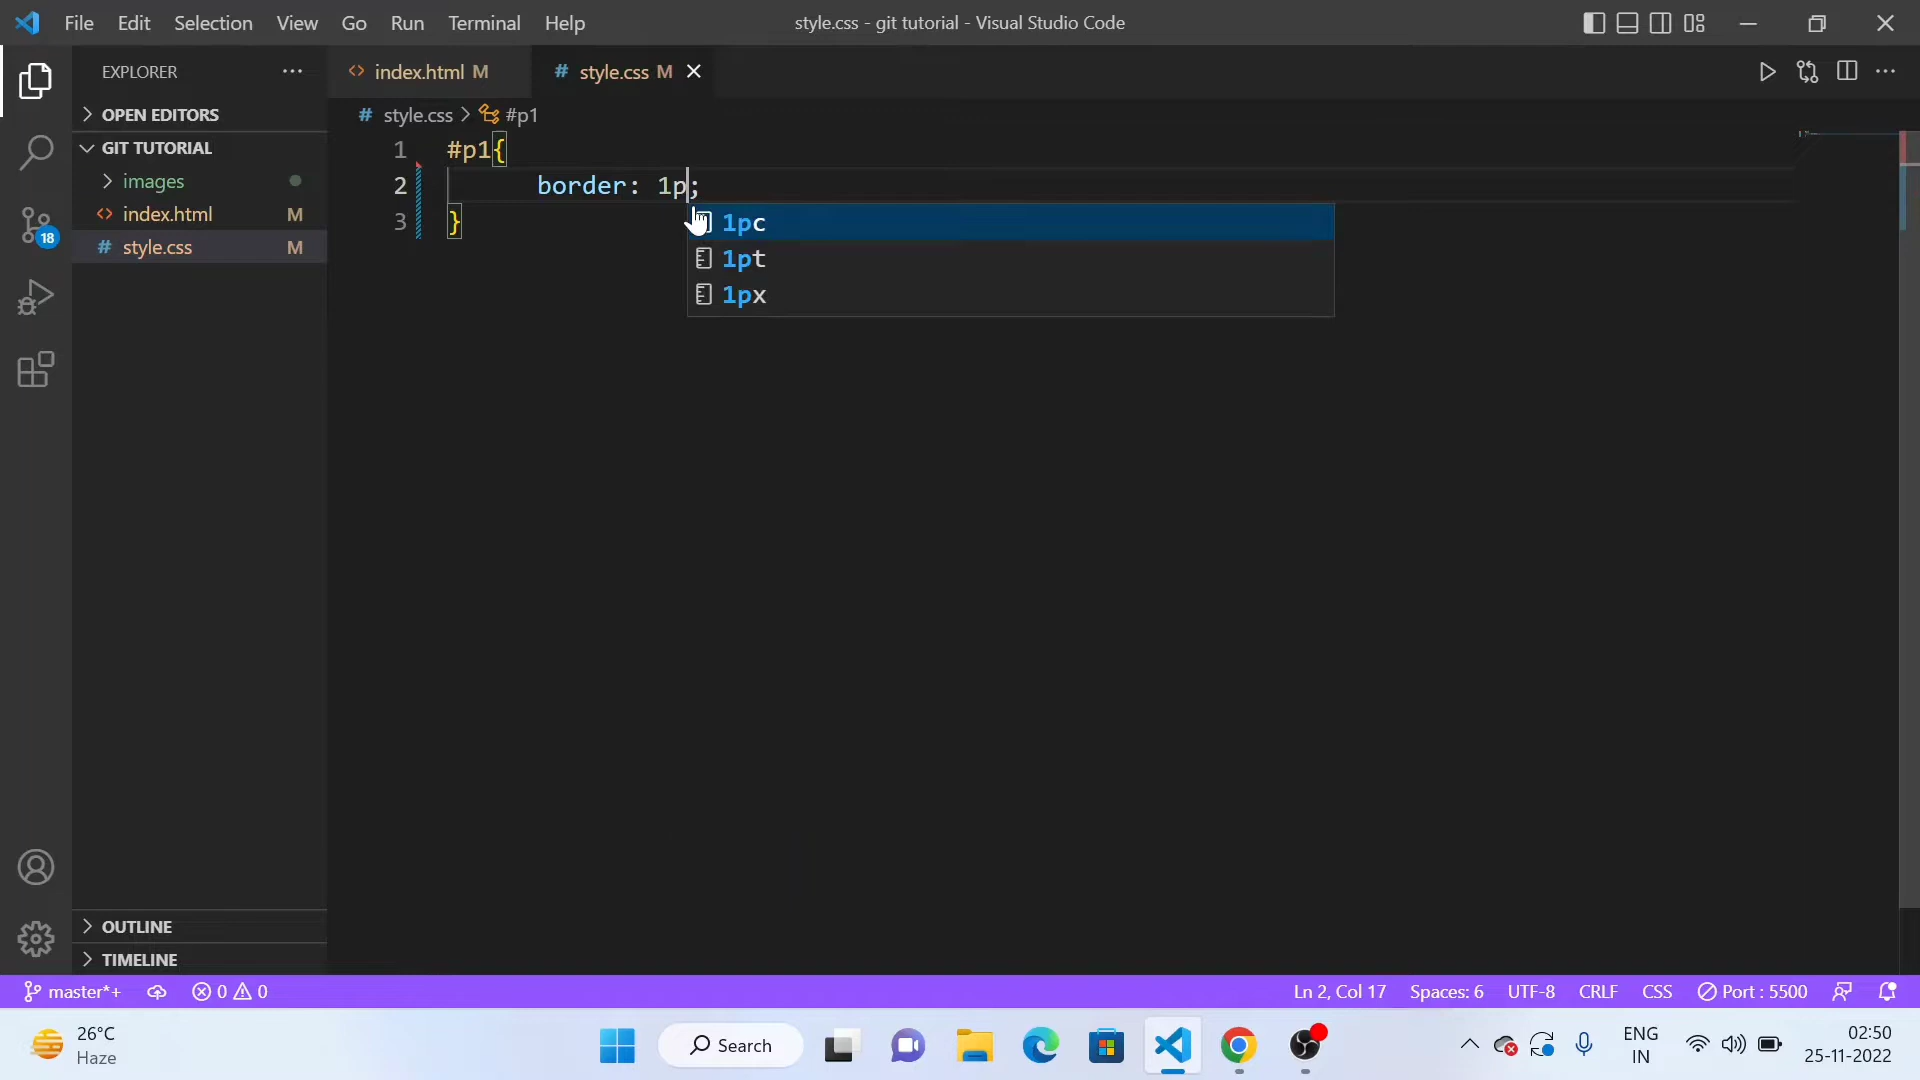 File Edit Selection View Go Run Terminal Help
style.css - git tutorial - Visual Studio Code
EXPLORER
index.html M
style.css M
OPEN EDITORS
style.css > #p1
GIT TUTORIAL
images
index.html M
style.css M
18
1 #p1{
2 border: 1p;
3 }
1pc
1pt
1px
OUTLINE
TIMELINE
master*+ 0 0
Ln 2, Col 17 Spaces: 6 UTF-8 CRLF CSS Port : 5500
26°C
Haze
Search
ENG
IN
02:50
25-11-2022